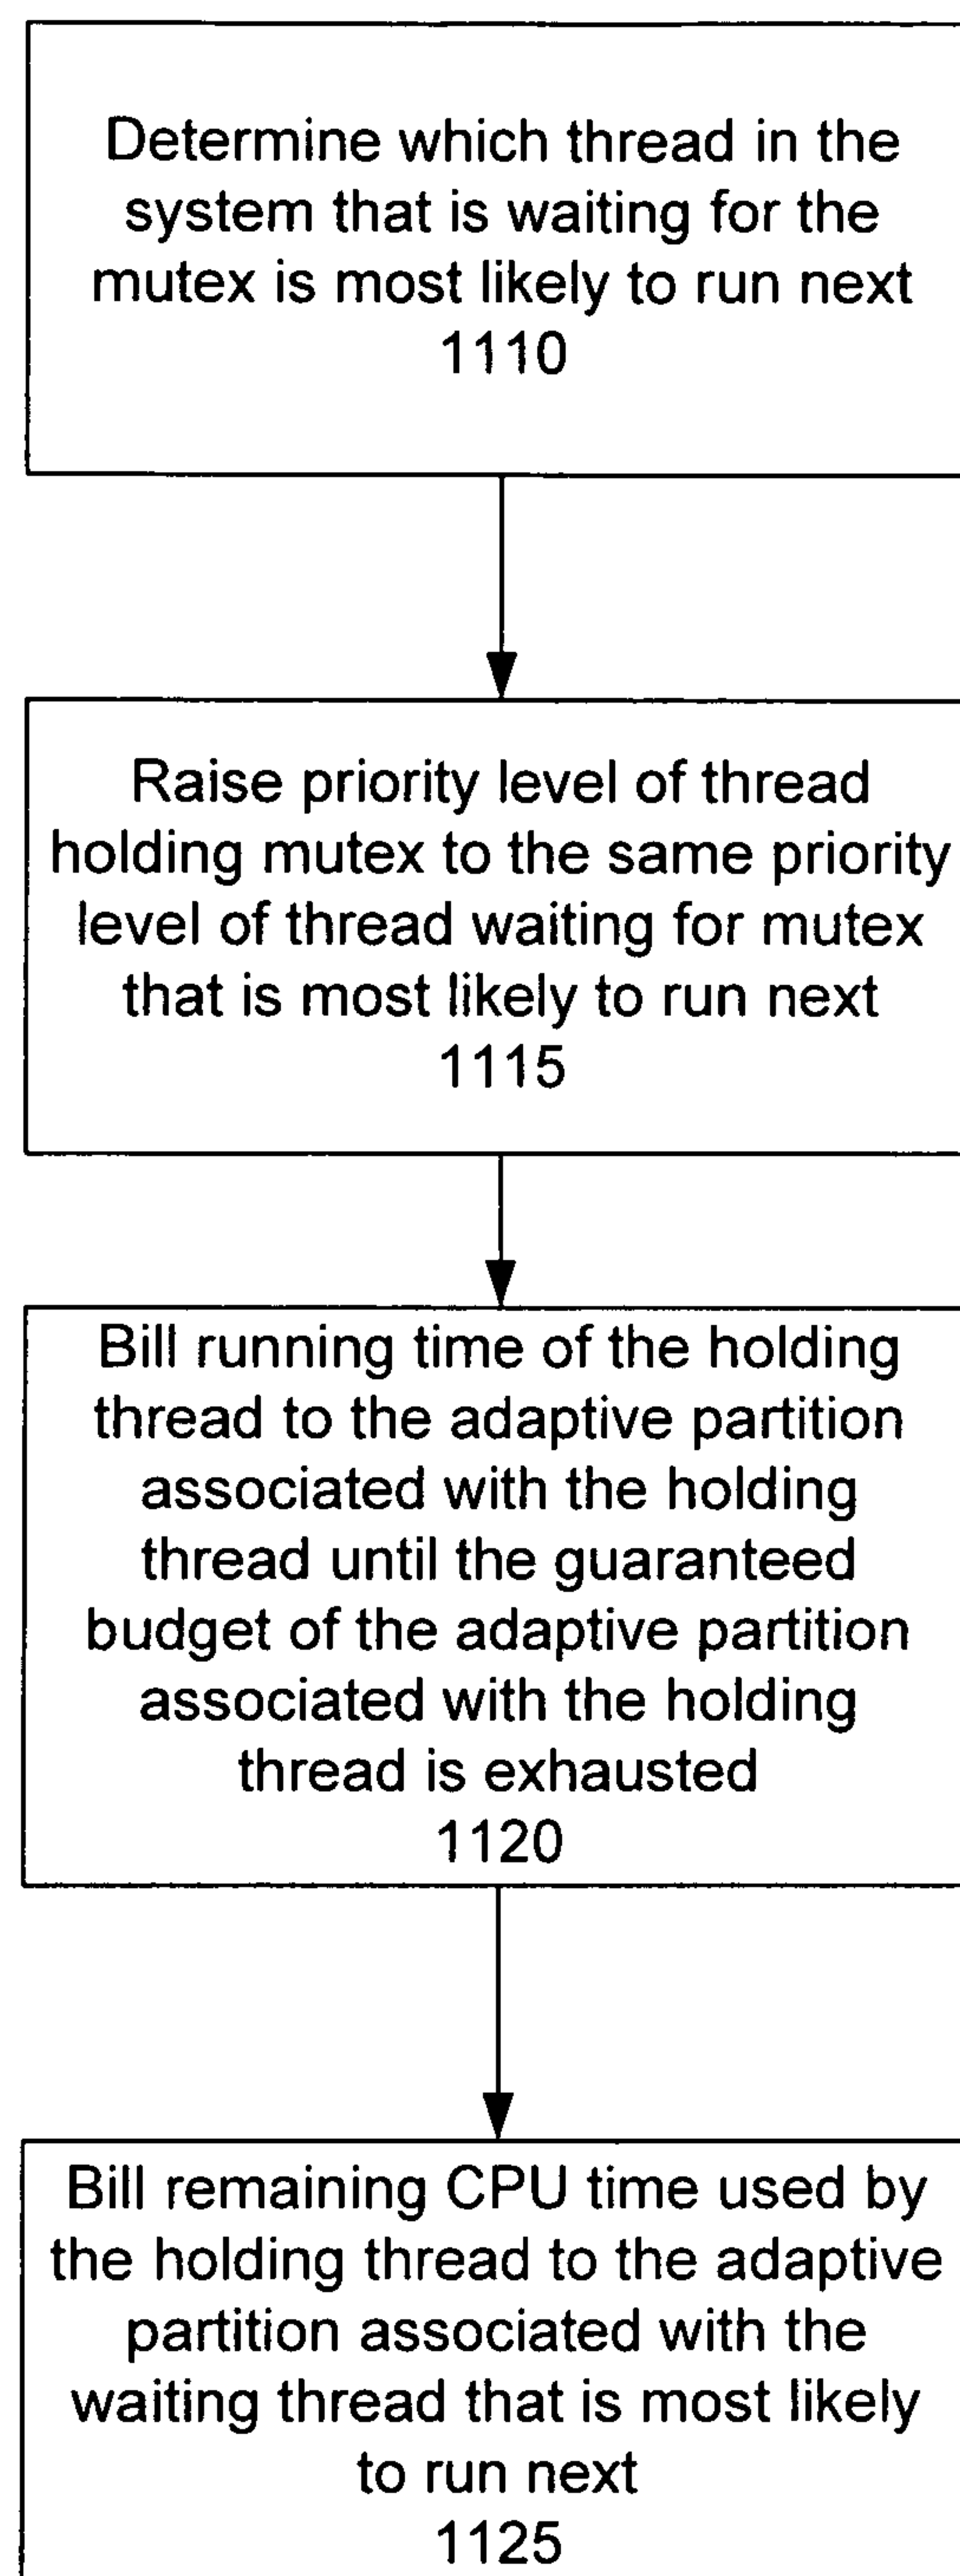 Determine which thread in the
system that is waiting for the
mutex is most likely to run next
1110
Raise priority level of thread
holding mutex to the same priority
level of thread waiting for mutex
that is most likely to run next
1115
Bill running time of the holding
thread to the adaptive partition
associated with the holding
thread until the guaranteed
budget of the adaptive partition
associated with the holding
thread is exhausted
1120
Bill remaining CPU time used by
the holding thread to the adaptive
partition associated with the
waiting thread that is most likely
to run next
1125